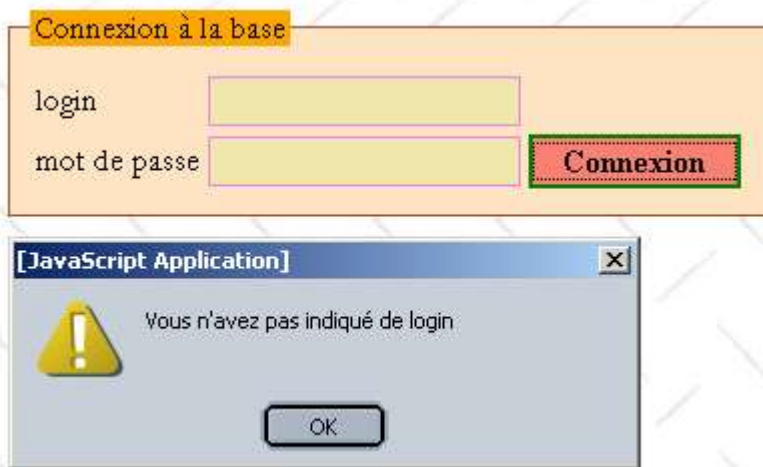 Connexion à la base
login
mot de passe Connexion
[JavaScript Application]
Vous n'avez pas indiqué de login
OK